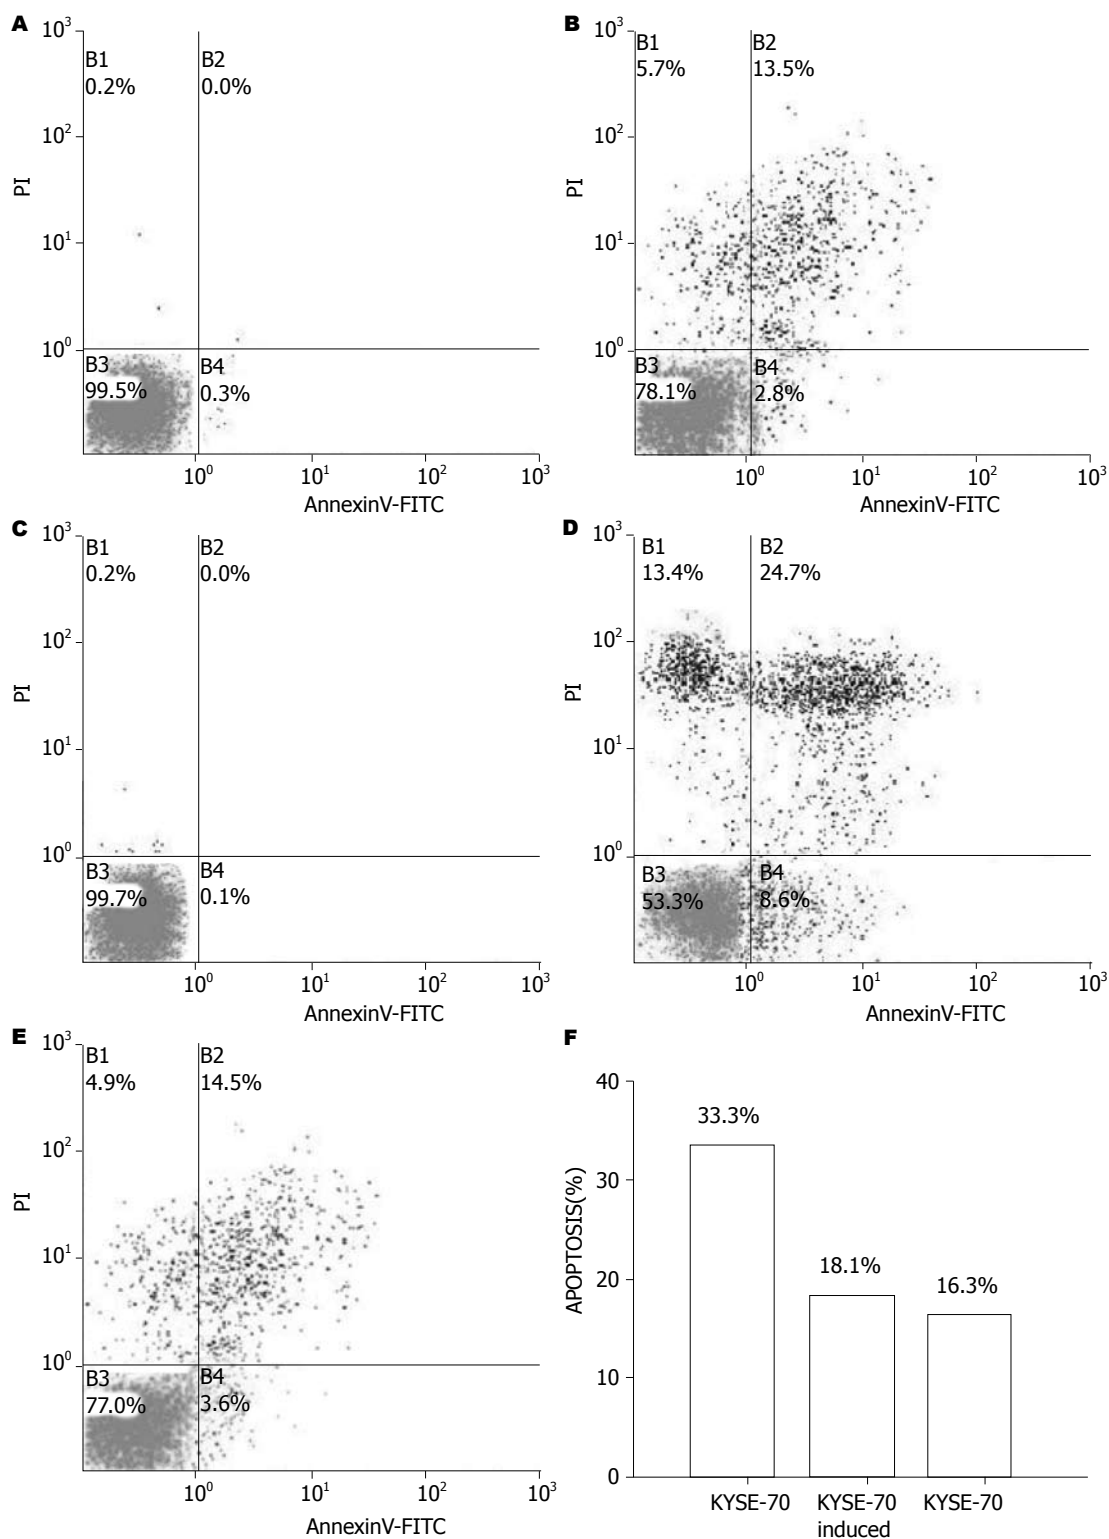 A
10³
B1
0.2%
B2
0.0%
10²
PI
10¹
10⁰
B3
99.5%
B4
0.3%
10⁰ 10¹ 10² 10³
AnnexinV-FITC
B
10³
B1
5.7%
B2
13.5%
10²
PI
10¹
10⁰
B3
78.1%
B4
2.8%
10⁰ 10¹ 10² 10³
AnnexinV-FITC
C
10³
B1
0.2%
B2
0.0%
10²
PI
10¹
10⁰
B3
99.7%
B4
0.1%
10⁰ 10¹ 10² 10³
AnnexinV-FITC
D
10³
B1
13.4%
B2
24.7%
10²
PI
10¹
10⁰
B3
53.3%
B4
8.6%
10⁰ 10¹ 10² 10³
AnnexinV-FITC
E
10³
B1
4.9%
B2
14.5%
10²
PI
10¹
10⁰
B3
77.0%
B4
3.6%
10⁰ 10¹ 10² 10³
AnnexinV-FITC
F
40
33.3%
30
APOPTOSIS(%)
18.1%
16.3%
20
10
0
KYSE-70
KYSE-70
induced
KYSE-70